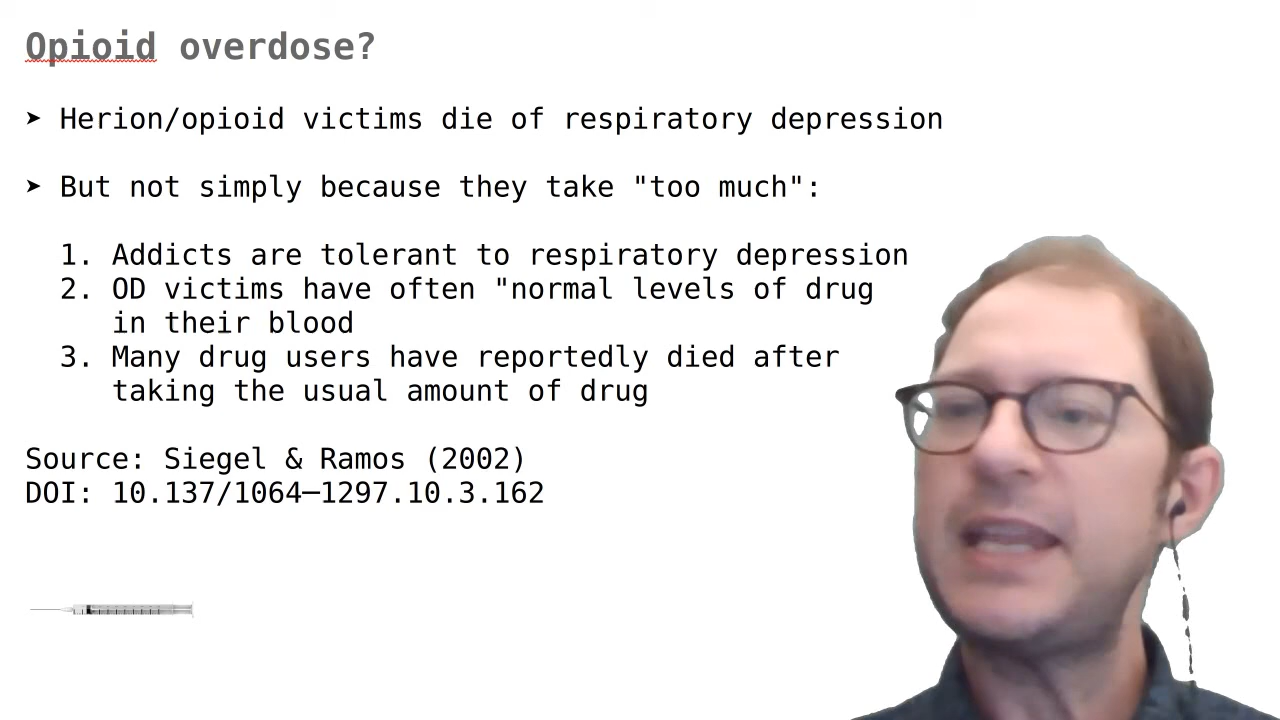 Opioid overdose?
➤ Herion/opioid victims die of respiratory depression
➤ But not simply because they take "too much":
1. Addicts are tolerant to respiratory depression
2. OD victims have often "normal levels of drug
in their blood
3. Many drug users have reportedly died after
taking the usual amount of drug
Source: Siegel & Ramos (2002)
DOI: 10.137/1064–1297.10.3.162